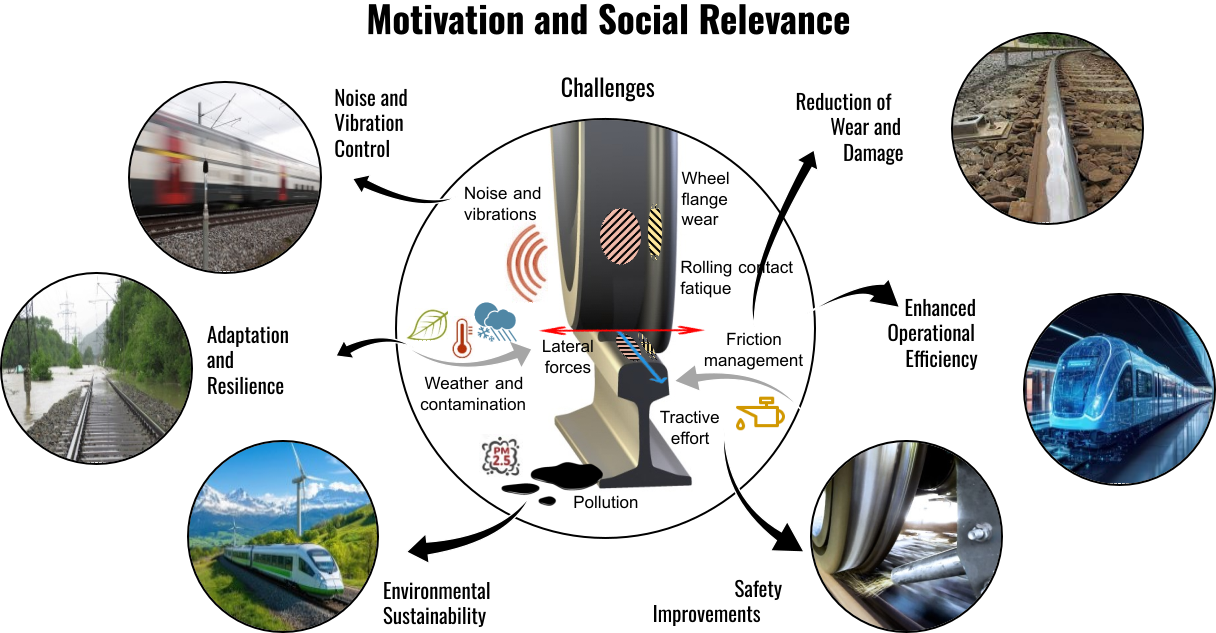 Motivation and Social Relevance
Challenges
Noise and
Vibration
Control
Reduction of
Wear and
Damage
Noise and
vibrations
Wheel
flange
wear
Rolling contact
fatique
Adaptation
and
Resilience
Lateral
forces
Friction
management
Enhanced
Operational
Efficiency
Weather and
contamination
Tractive
effort
PM
2.5
Pollution
Environmental
Sustainability
Safety
Improvements